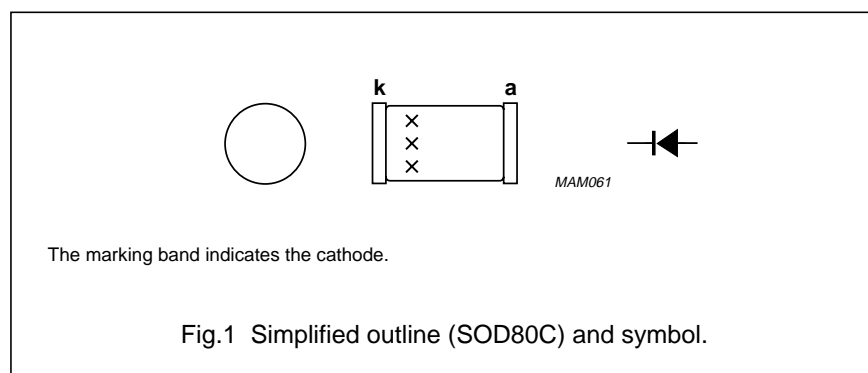 k a
MAM061
The marking band indicates the cathode.
Fig.1 Simplified outline (SOD80C) and symbol.